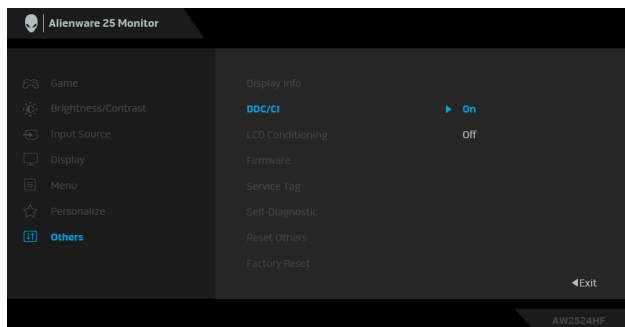 Alienware 25 Monitor
Game
Display Info
Brightness/Contrast
DDC/CI
On
Input Source
LCD Conditioning
Off
Display
Firmware
Menu
Service Tag
Personalize
Self-Diagnostic
Others
Reset Others
Factory Reset
Exit
AW2524HF